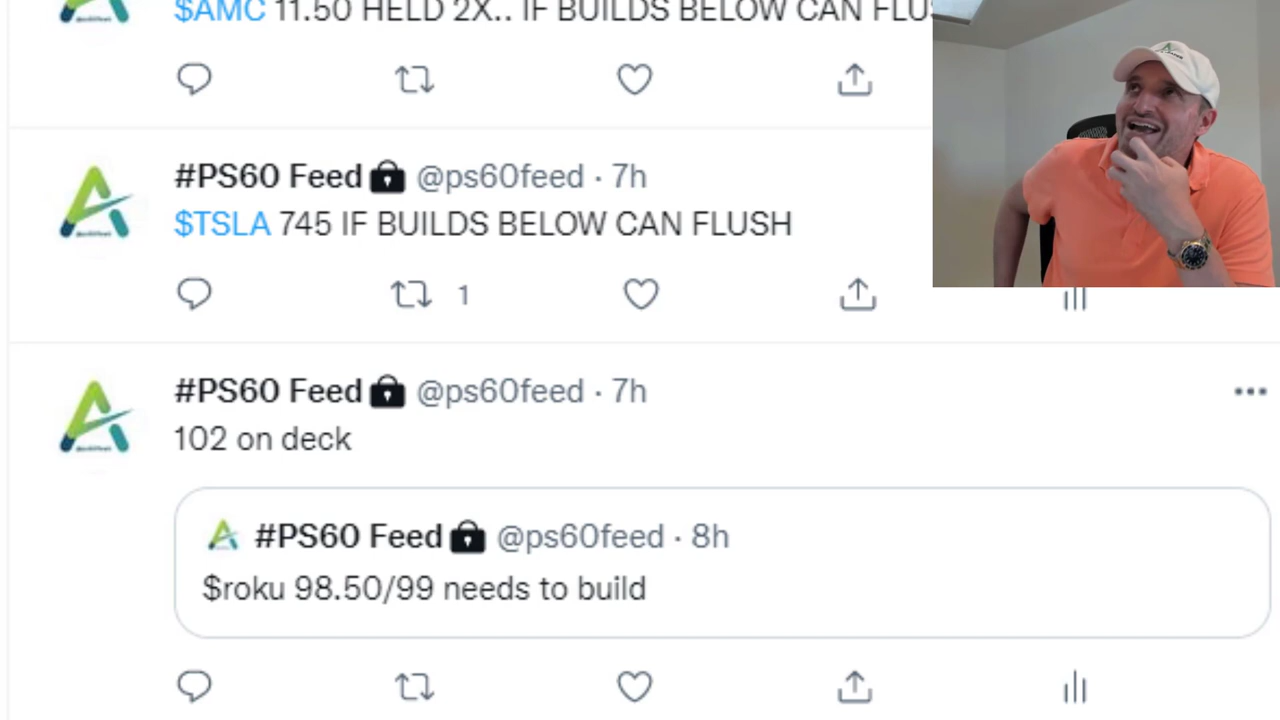 $AMC 11.50 HELD 2X.. IF BUILDS BELOW CAN
#PS60 Feed @ps60feed · 7h
$TSLA 745 IF BUILDS BELOW CAN FLUSH
1
#PS60 Feed @ps60feed · 7h
102 on deck
#PS60 Feed @ps60feed · 8h
$roku 98.50/99 needs to build